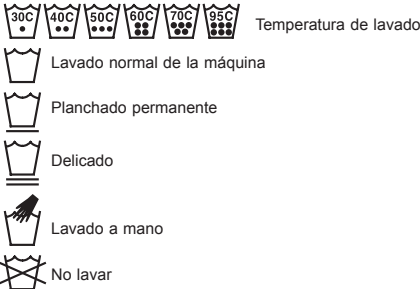 30C 40C 50C 60C 70C 95C Temperatura de lavado
Lavado normal de la máquina
Planchado permanente
Delicado
Lavado a mano
No lavar